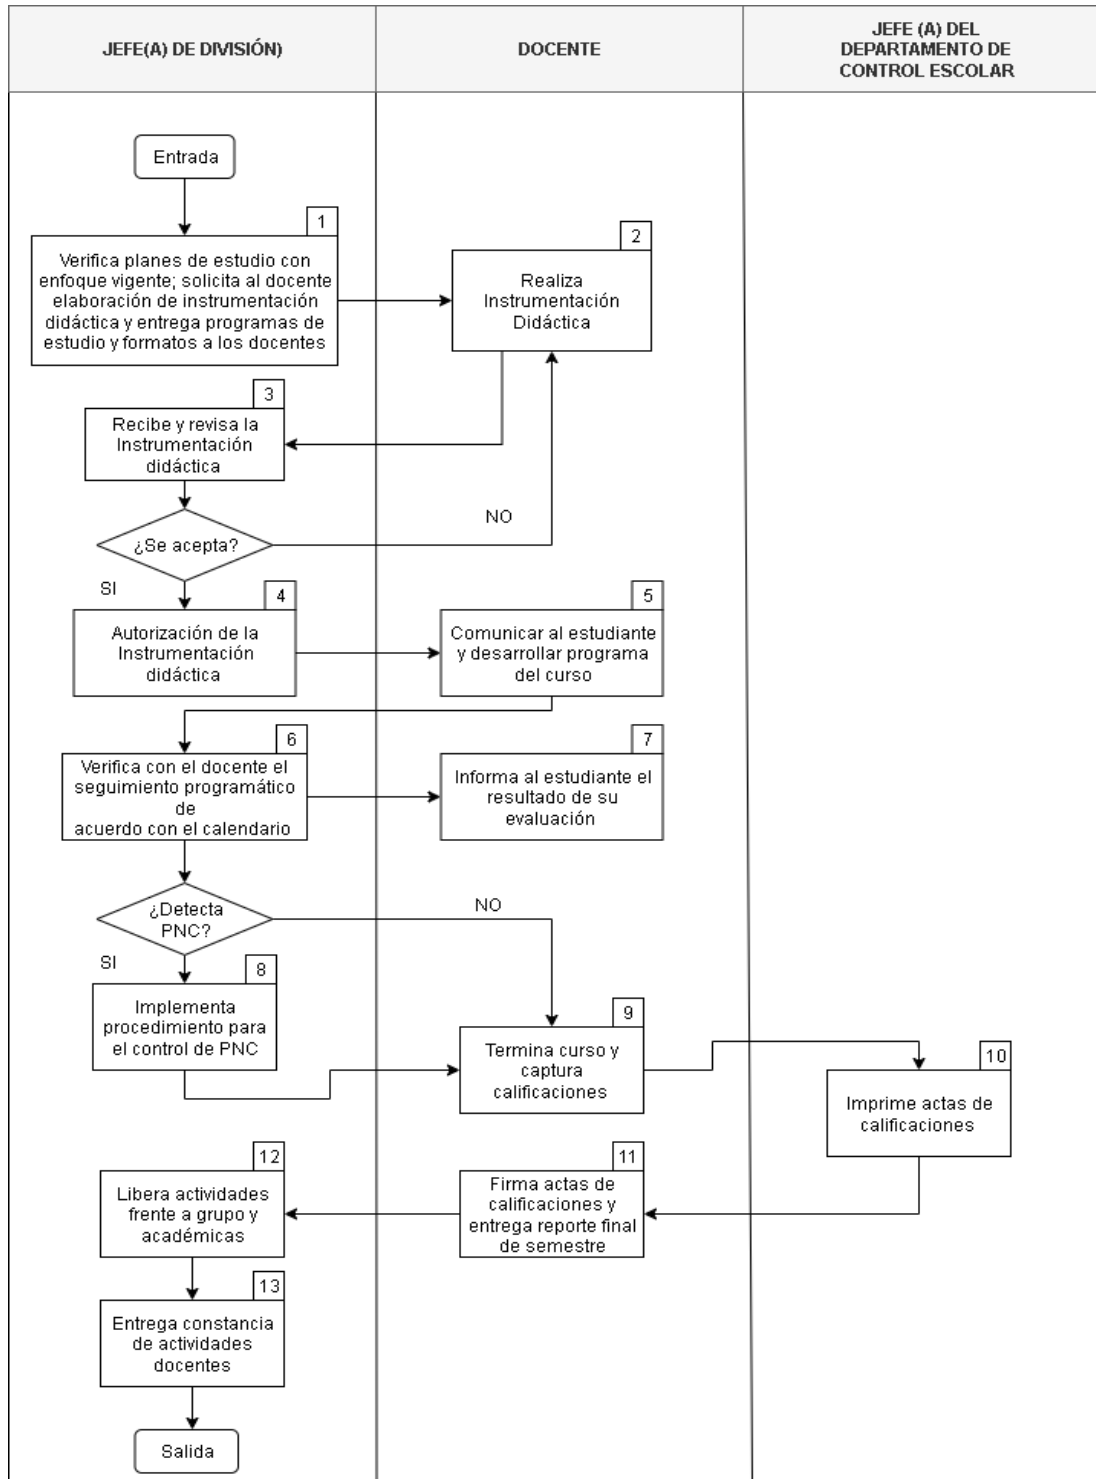 JEFE(A) DE DIVISIÓN)
DOCENTE
JEFE (A) DEL
DEPARTAMENTO DE
CONTROL ESCOLAR
Entrada
1
Verifica planes de estudio con
enfoque vigente; solicita al docente
elaboración de instrumentación
didáctica y entrega programas de
estudio y formatos a los docentes
2
Realiza
Instrumentación
Didáctica
3
Recibe y revisa la
Instrumentación
didáctica
NO
¿Se acepta?
SI
4
Autorización de la
Instrumentación
didáctica
5
Comunicar al estudiante
y desarrollar programa
del curso
6
Verifica con el docente el
seguimiento programático
de
acuerdo con el calendario
7
Informa al estudiante el
resultado de su
evaluación
¿Detecta
PNC?
NO
SI
8
Implementa
procedimiento para
el control de PNC
9
Termina curso y
captura
calificaciones
10
Imprime actas de
calificaciones
11
Firma actas de
calificaciones y
entrega reporte final
de semestre
12
Libera actividades
frente a grupo y
académicas
13
Entrega constancia
de actividades
docentes
Salida